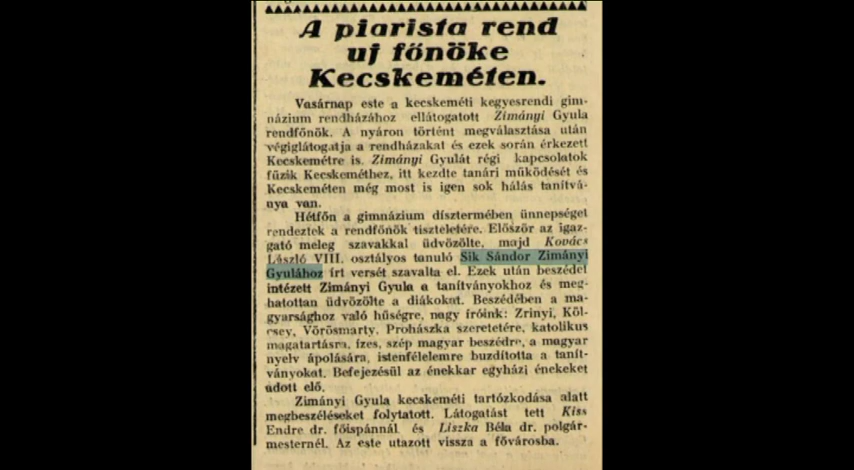 A piarista rend
uj főnöke
Kecskeméten.
Vasárnap este a kecskeméti kegyesrendi gim-
názium rendházához ellátogatott Zimányi Gyula
rendfőnök. A nyáron történt megválasztása után
végiglátogatja a rendházakat és ezek során érkezett
Kecskemétre is. Zimányi Gyulát régi kapcsolatok
fűzik Kecskeméthez, itt kezdte tanári működését és
Kecskeméten még most is igen sok hálás tanítvá-
nya van.
Hétfőn a gimnázium dísztermében ünnepséget
rendeztek a rendfőnök tiszteletére. Először az igaz-
gató meleg szavakkal üdvözölte, majd Kovács
László VIII. osztályos tanuló Sik Sándor Zimányi
Gyulához írt versét szavalta el. Ezek után beszédet
intézett Zimányi Gyula a tanítványokhoz és meg-
hatottan üdvözölte a diákokat. Beszédében a ma-
gyarsághoz való hűségre, nagy íróink: Zrinyi, Köl-
csey, Vörösmarty, Prohászka szeretetére, katolikus
magatartásra, ízes, szép magyar beszédre, a magyar
nyelv ápolására, istenfélelemre buzdította a tanít-
ványokat. Befejezésül az énekkar egyházi énekeket
adott elő.
Zimányi Gyula kecskeméti tartózkodása alatt
megbeszéléseket folytatott. Látogatást tett Kiss
Endre dr. főispánnál és Liszka Béla dr. polgár-
mesternél. Az este utazott vissza a fővárosba.